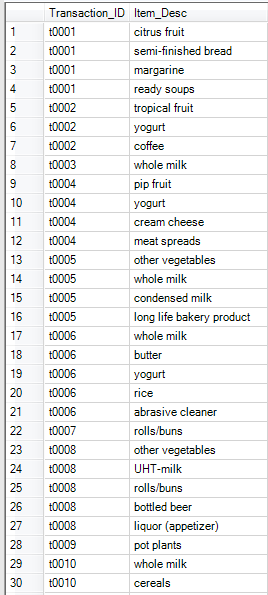 Transaction_ID Item_Desc
1 t0001 citrus fruit
2 t0001 semi-finished bread
3 t0001 margarine
4 t0001 ready soups
5 t0002 tropical fruit
6 t0002 yogurt
7 t0002 coffee
8 t0003 whole milk
9 t0004 pip fruit
10 t0004 yogurt
11 t0004 cream cheese
12 t0004 meat spreads
13 t0005 other vegetables
14 t0005 whole milk
15 t0005 condensed milk
16 t0005 long life bakery product
17 t0006 whole milk
18 t0006 butter
19 t0006 yogurt
20 t0006 rice
21 t0006 abrasive cleaner
22 t0007 rolls/buns
23 t0008 other vegetables
24 t0008 UHT-milk
25 t0008 rolls/buns
26 t0008 bottled beer
27 t0008 liquor (appetizer)
28 t0009 pot plants
29 t0010 whole milk
30 t0010 cereals